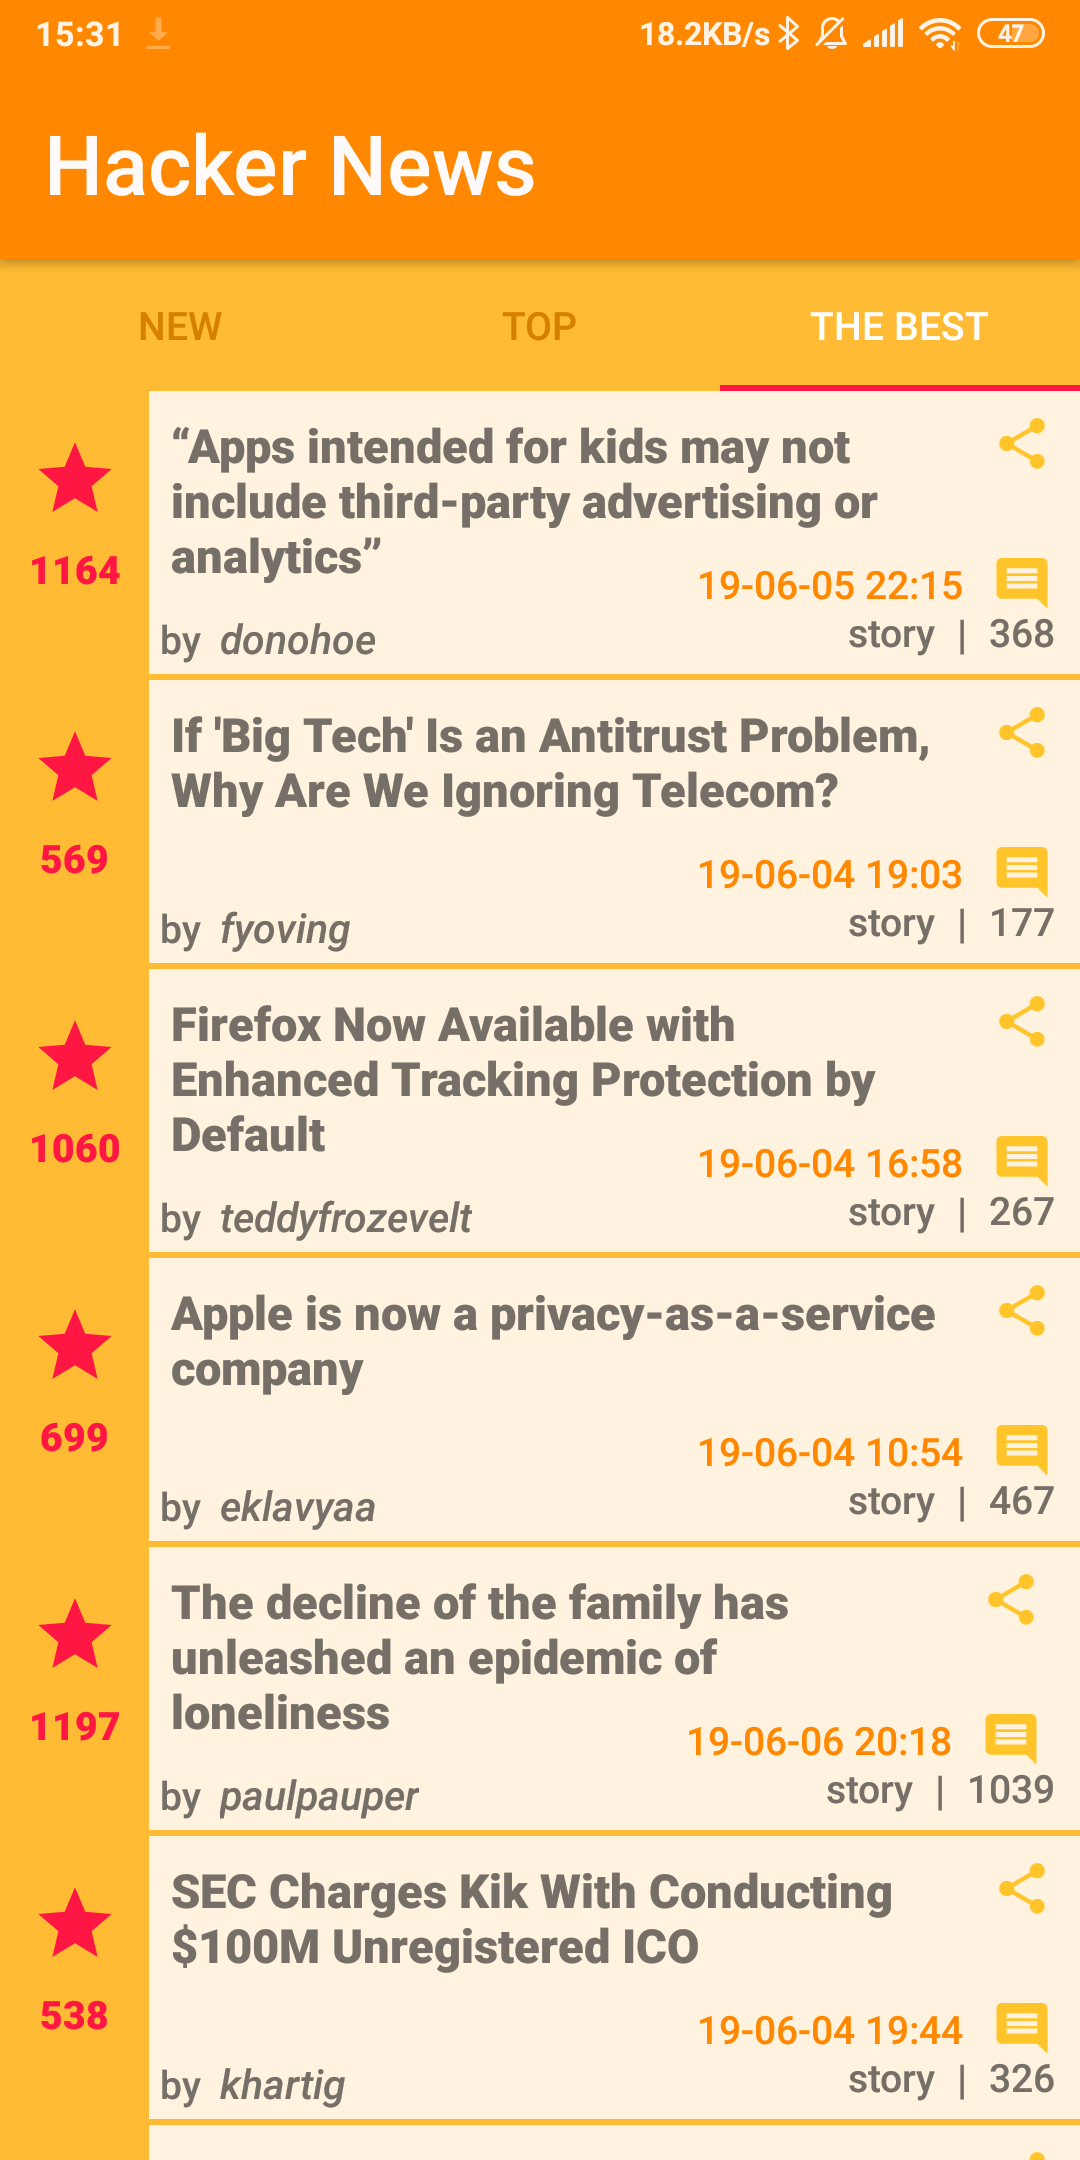 15:31
18.2KB/s
47
Hacker News
NEW
TOP
THE BEST
“Apps intended for kids may not
include third-party advertising or
analytics”
1164
19-06-05 22:15
by donohoe
story | 368
If 'Big Tech' Is an Antitrust Problem,
Why Are We Ignoring Telecom?
569
19-06-04 19:03
by fyoving
story | 177
Firefox Now Available with
Enhanced Tracking Protection by
Default
1060
19-06-04 16:58
by teddyfrozevelt
story | 267
Apple is now a privacy-as-a-service
company
699
19-06-04 10:54
by eklavyaa
story | 467
The decline of the family has
unleashed an epidemic of
loneliness
1197
19-06-06 20:18
by paulpauper
story | 1039
SEC Charges Kik With Conducting
$100M Unregistered ICO
538
19-06-04 19:44
by khartig
story | 326